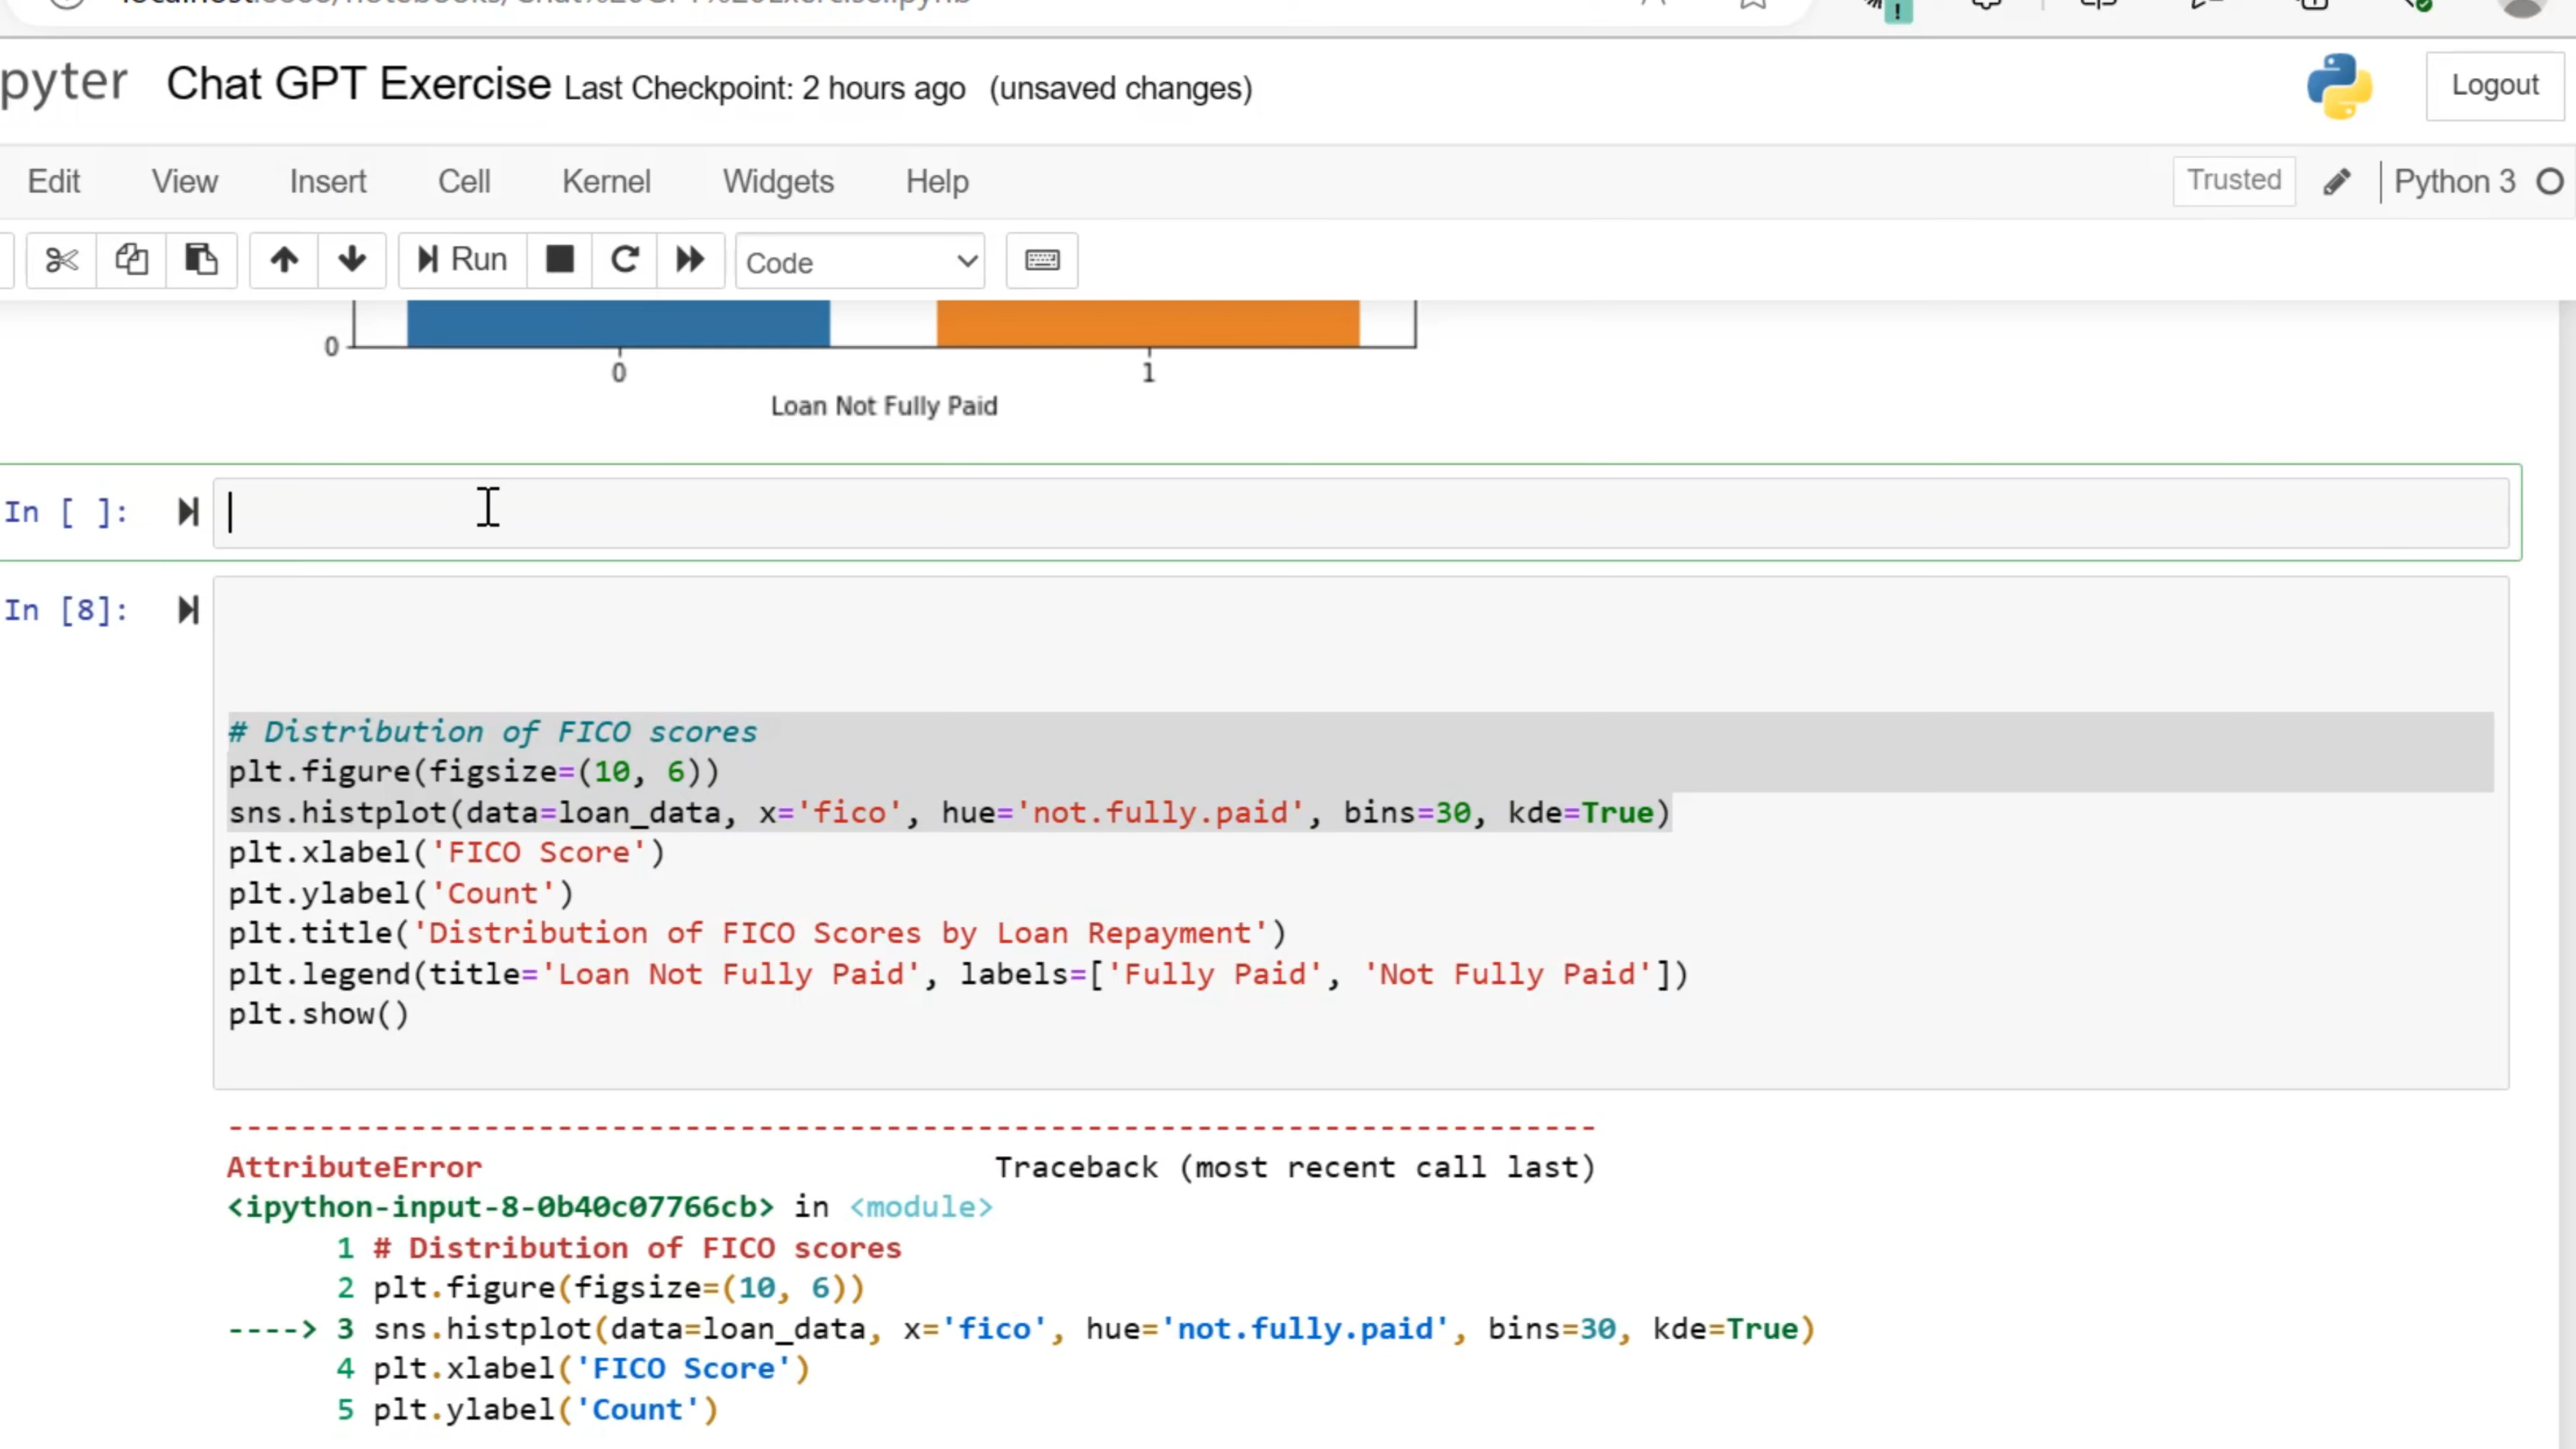 pyter Chat GPT Exercise Last Checkpoint: 2 hours ago (unsaved changes) Logout
Edit View Insert Cell Kernel Widgets Help Trusted Python 3
Run Code
0
0 1
Loan Not Fully Paid
In [ ]:
In [8]:
# Distribution of FICO scores
plt.figure(figsize=(10, 6))
sns.histplot(data=loan_data, x='fico', hue='not.fully.paid', bins=30, kde=True)
plt.xlabel('FICO Score')
plt.ylabel('Count')
plt.title('Distribution of FICO Scores by Loan Repayment')
plt.legend(title='Loan Not Fully Paid', labels=['Fully Paid', 'Not Fully Paid'])
plt.show()
---------------------------------------------------------------------------
AttributeError Traceback (most recent call last)
<ipython-input-8-0b40c07766cb> in <module>
1 # Distribution of FICO scores
2 plt.figure(figsize=(10, 6))
----> 3 sns.histplot(data=loan_data, x='fico', hue='not.fully.paid', bins=30, kde=True)
4 plt.xlabel('FICO Score')
5 plt.ylabel('Count')